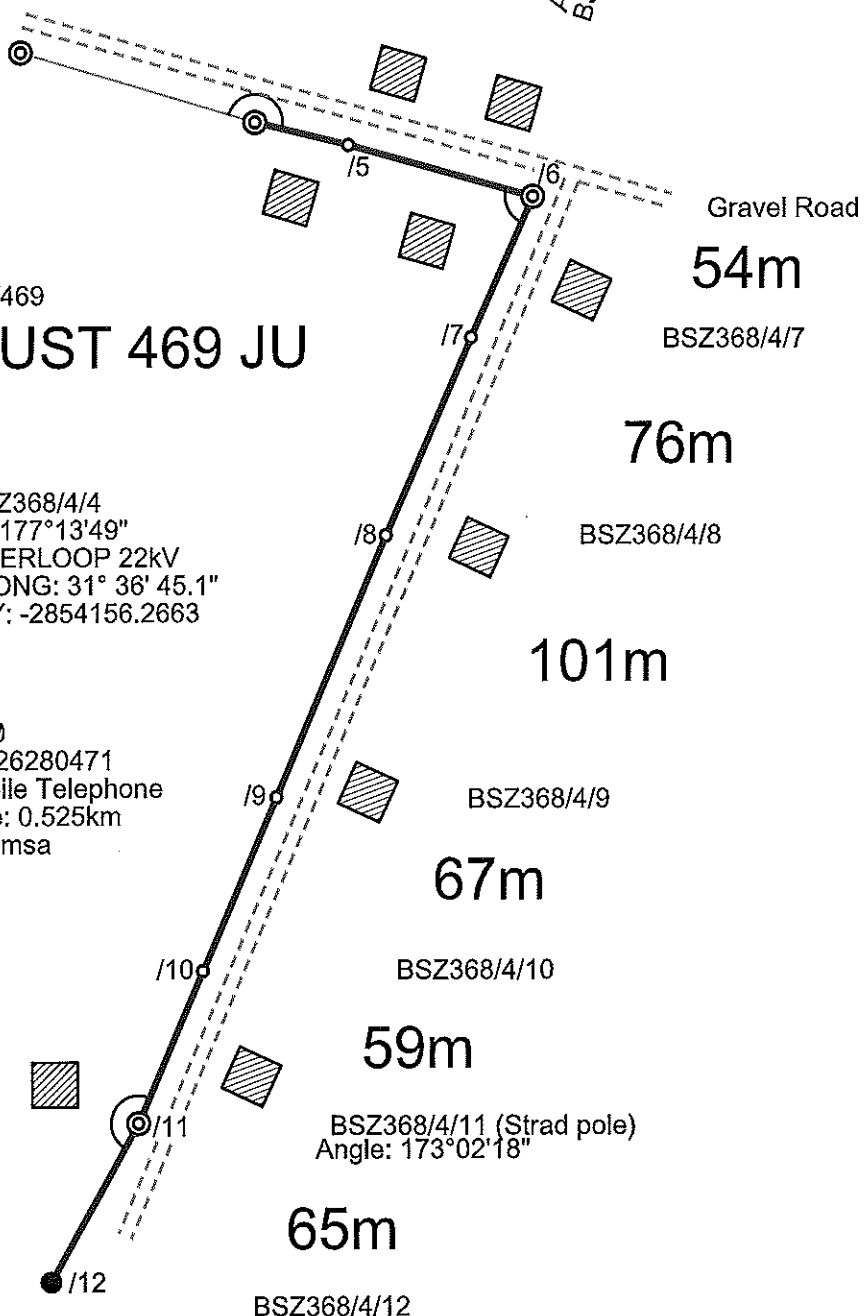 /5
/6
Gravel Road
54m
469
UST 469 JU
/7
BSZ368/4/7
76m
Z368/4/4
177°13'49"
ERLOOP 22kV
ONG: 31° 36' 45.1"
Y: -2854156.2663
/8
BSZ368/4/8
101m
26280471
ile Telephone
e: 0.525km
msa
/9
BSZ368/4/9
67m
/10
BSZ368/4/10
59m
/11
BSZ368/4/11 (Strad pole)
Angle: 173°02'18"
65m
/12
BSZ368/4/12